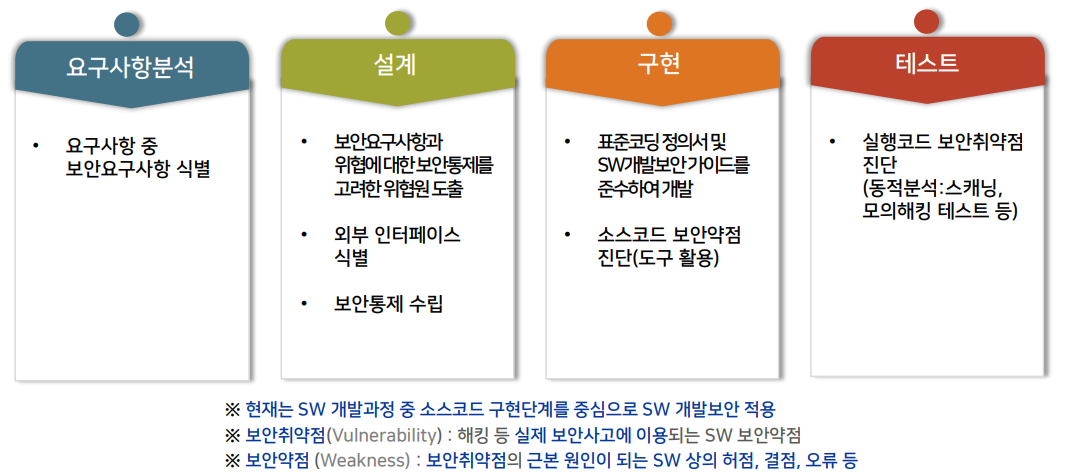 요구사항분석
• 요구사항 중
보안요구사항 식별
설계
• 보안요구사항과
위협에 대한 보안통제를
고려한 위협원 도출
• 외부 인터페이스
식별
• 보안통제 수립
구현
• 표준코딩 정의서 및
SW개발보안 가이드를
준수하여 개발
• 소스코드 보안약점
진단(도구 활용)
테스트
• 실행코드 보안취약점
진단
(동적분석:스캐닝,
모의해킹 테스트 등)
※ 현재는 SW 개발과정 중 소스코드 구현단계를 중심으로 SW 개발보안 적용
※ 보안취약점(Vulnerability) : 해킹 등 실제 보안사고에 이용되는 SW 보안약점
※ 보안약점 (Weakness) : 보안취약점의 근본 원인이 되는 SW 상의 허점, 결점, 오류 등